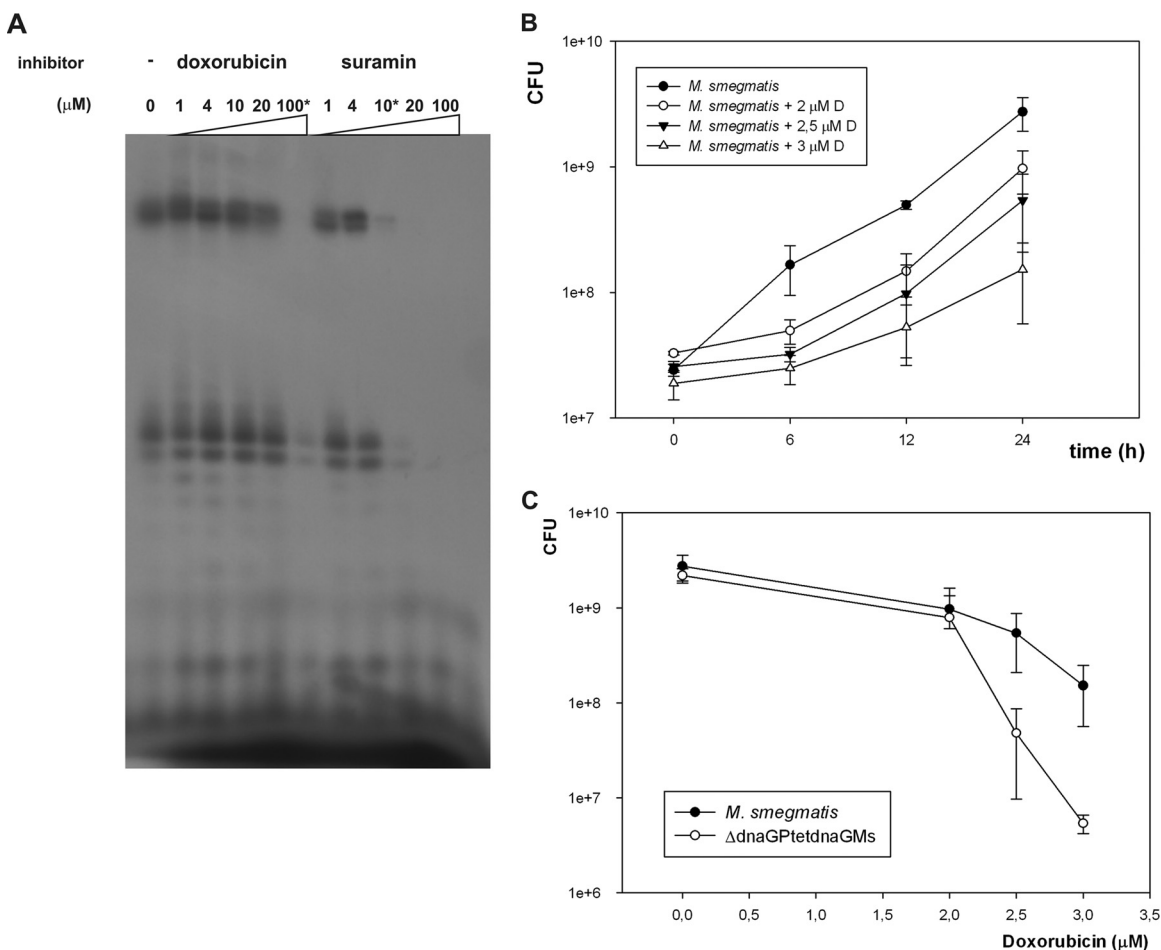 A
inhibitor - doxorubicin suramin
(µM) 0 1 4 10 20 100* 1 4 10* 20 100
B
CFU
1e+10
1e+9
1e+8
1e+7
M. smegmatis
M. smegmatis + 2 µM D
M. smegmatis + 2,5 µM D
M. smegmatis + 3 µM D
0 6 12 24
time (h)
C
CFU
1e+10
1e+9
1e+8
1e+7
1e+6
M. smegmatis
ΔdnaGPtetdnaGMs
0,0 0,5 1,0 1,5 2,0 2,5 3,0 3,5
Doxorubicin (µM)